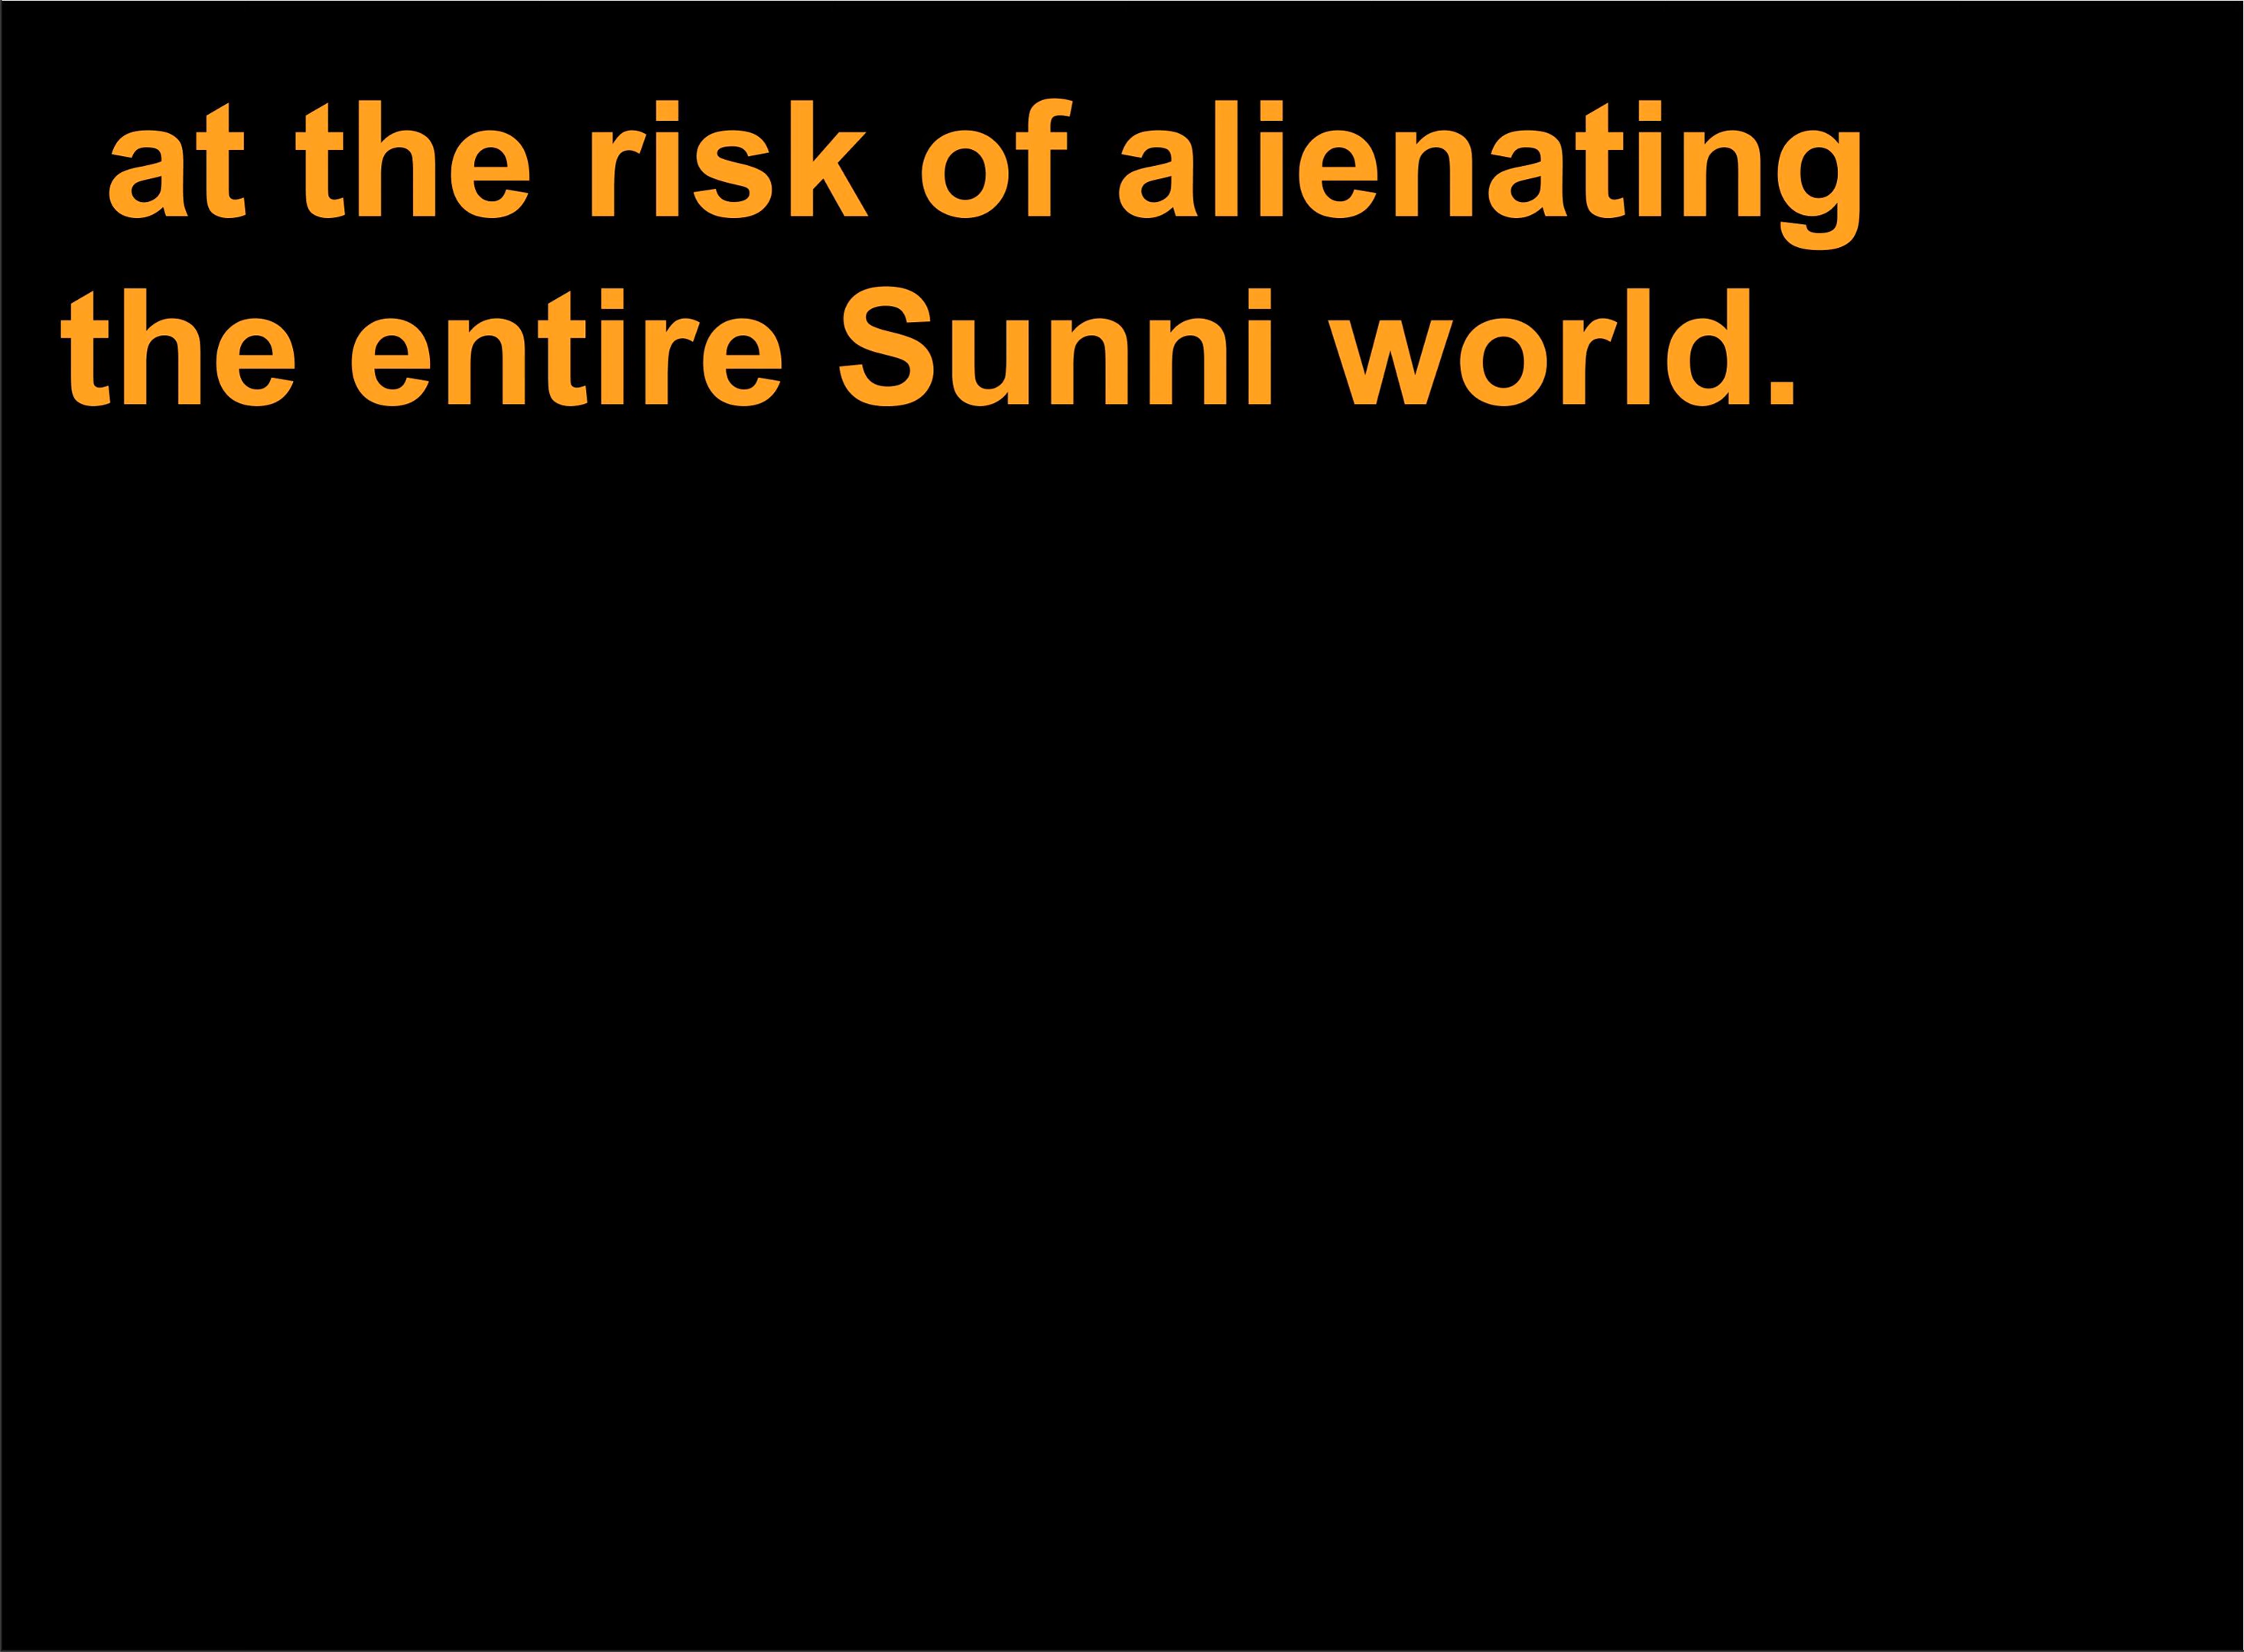 at the risk of alienating
the entire Sunni world.